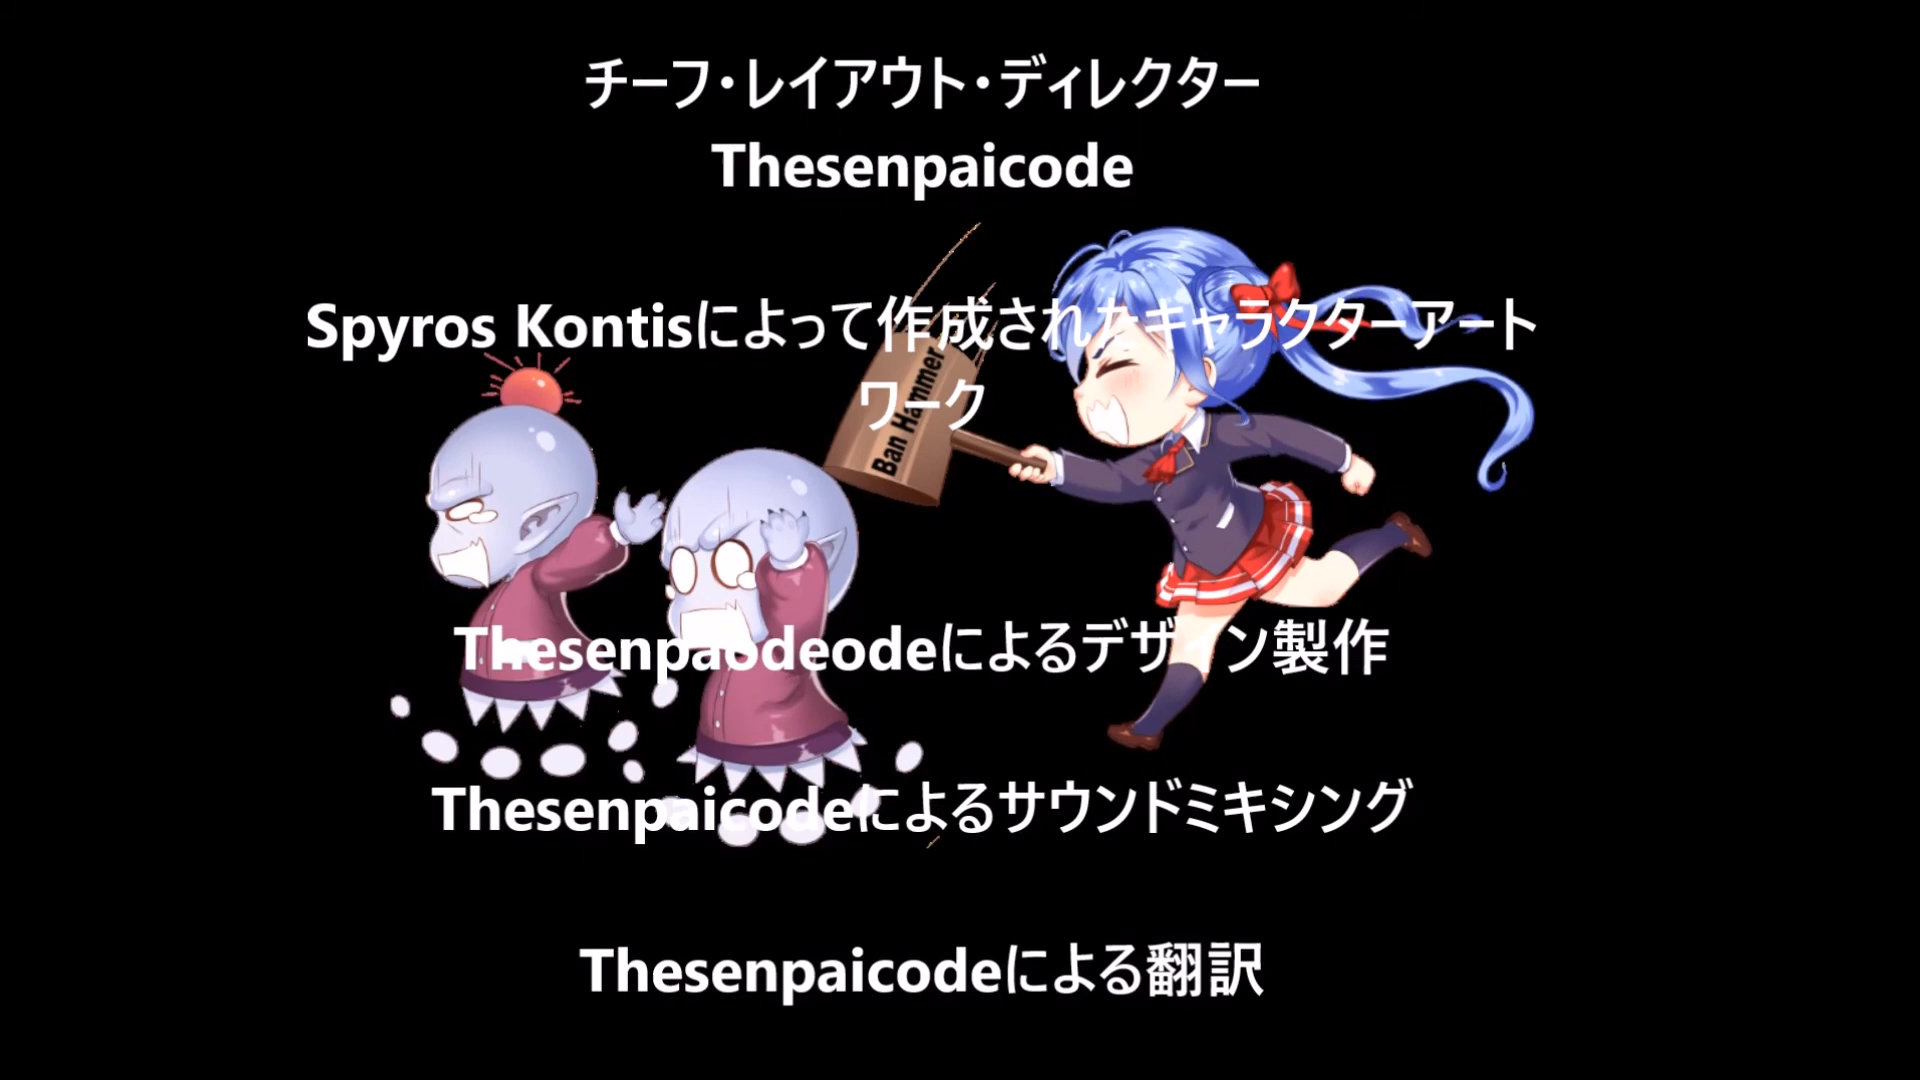 チーフ・レイアウト・ディレクター
Thesenpaicode
Spyros Kontisによって作成されたキャラクターアート
ワーク
Ban Hammer
Thesenpaodeodeによるデザイン製作
Thesenpaicodeによるサウンドミキシング
Thesenpaicodeによる翻訳